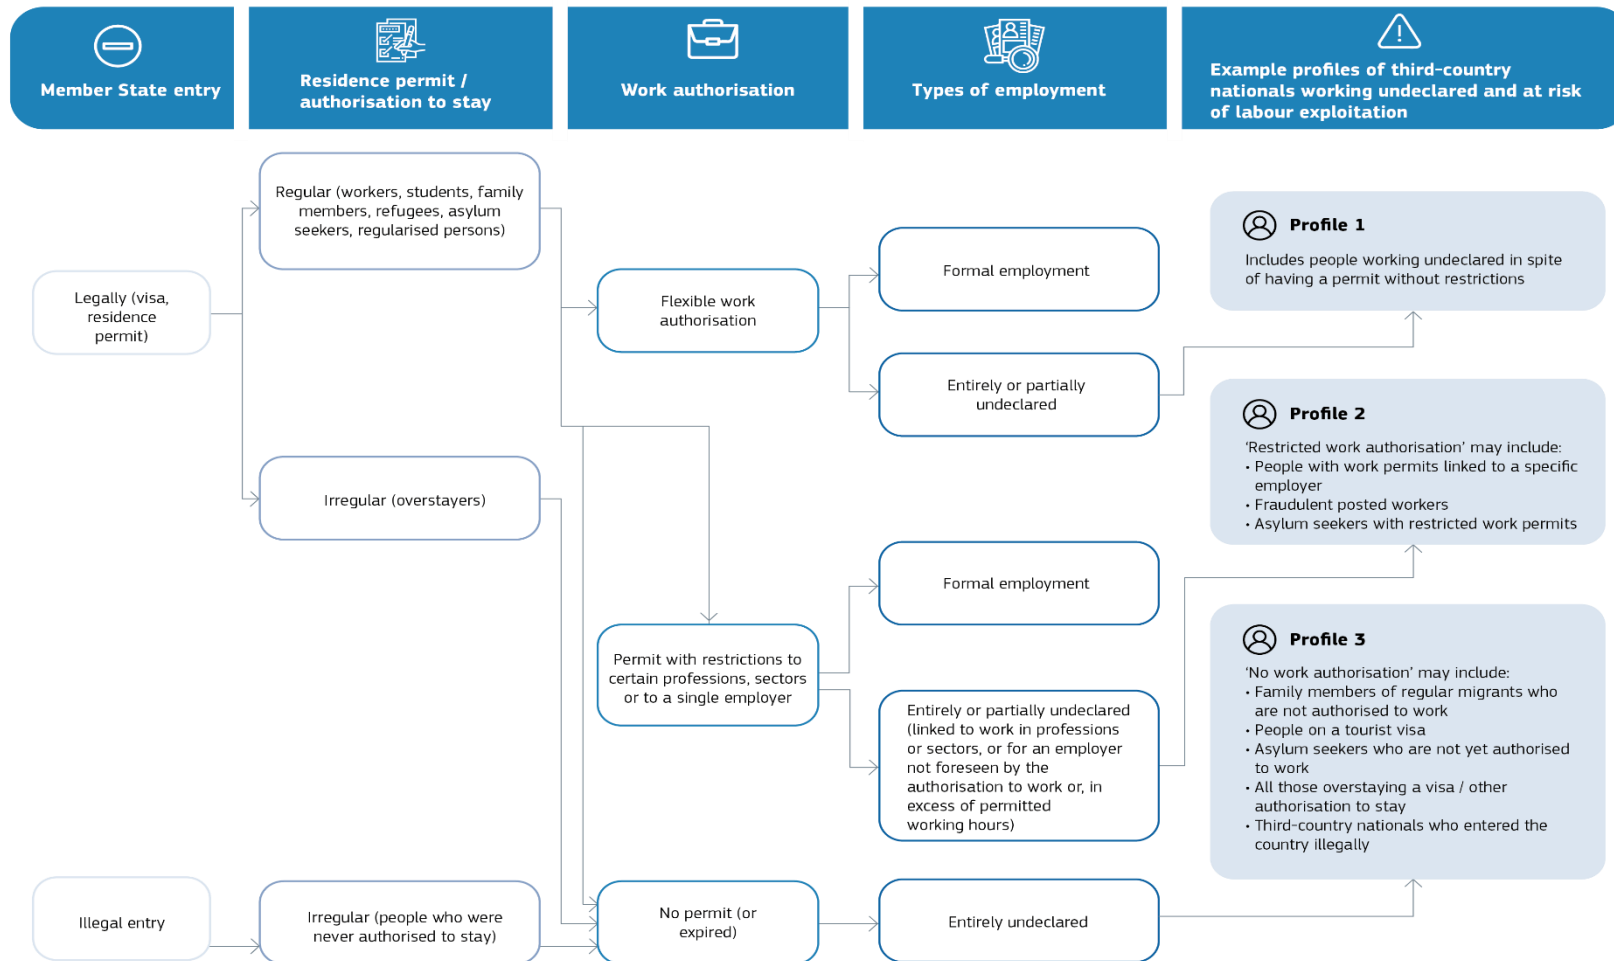 Member State entry
Residence permit /
authorisation to stay
Work authorisation
Types of employment
Example profiles of third-country
nationals working undeclared and at risk
of labour exploitation
Legally (visa,
residence
permit)
Regular (workers, students, family
members, refugees, asylum
seekers, regularised persons)
Irregular (overstayers)
Flexible work
authorisation
Formal employment
Entirely or partially
undeclared
Profile 1
Includes people working undeclared in spite
of having a permit without restrictions
Profile 2
‘Restricted work authorisation’ may include:
• People with work permits linked to a specific
employer
• Fraudulent posted workers
• Asylum seekers with restricted work permits
Permit with restrictions to
certain professions, sectors
or to a single employer
Formal employment
Entirely or partially undeclared
(linked to work in professions
or sectors, or for an employer
not foreseen by the
authorisation to work or, in
excess of permitted
working hours)
Profile 3
‘No work authorisation’ may include:
• Family members of regular migrants who
are not authorised to work
• People on a tourist visa
• Asylum seekers who are not yet authorised
to work
• All those overstaying a visa / other
authorisation to stay
• Third-country nationals who entered the
country illegally
Illegal entry
Irregular (people who were
never authorised to stay)
No permit (or
expired)
Entirely undeclared